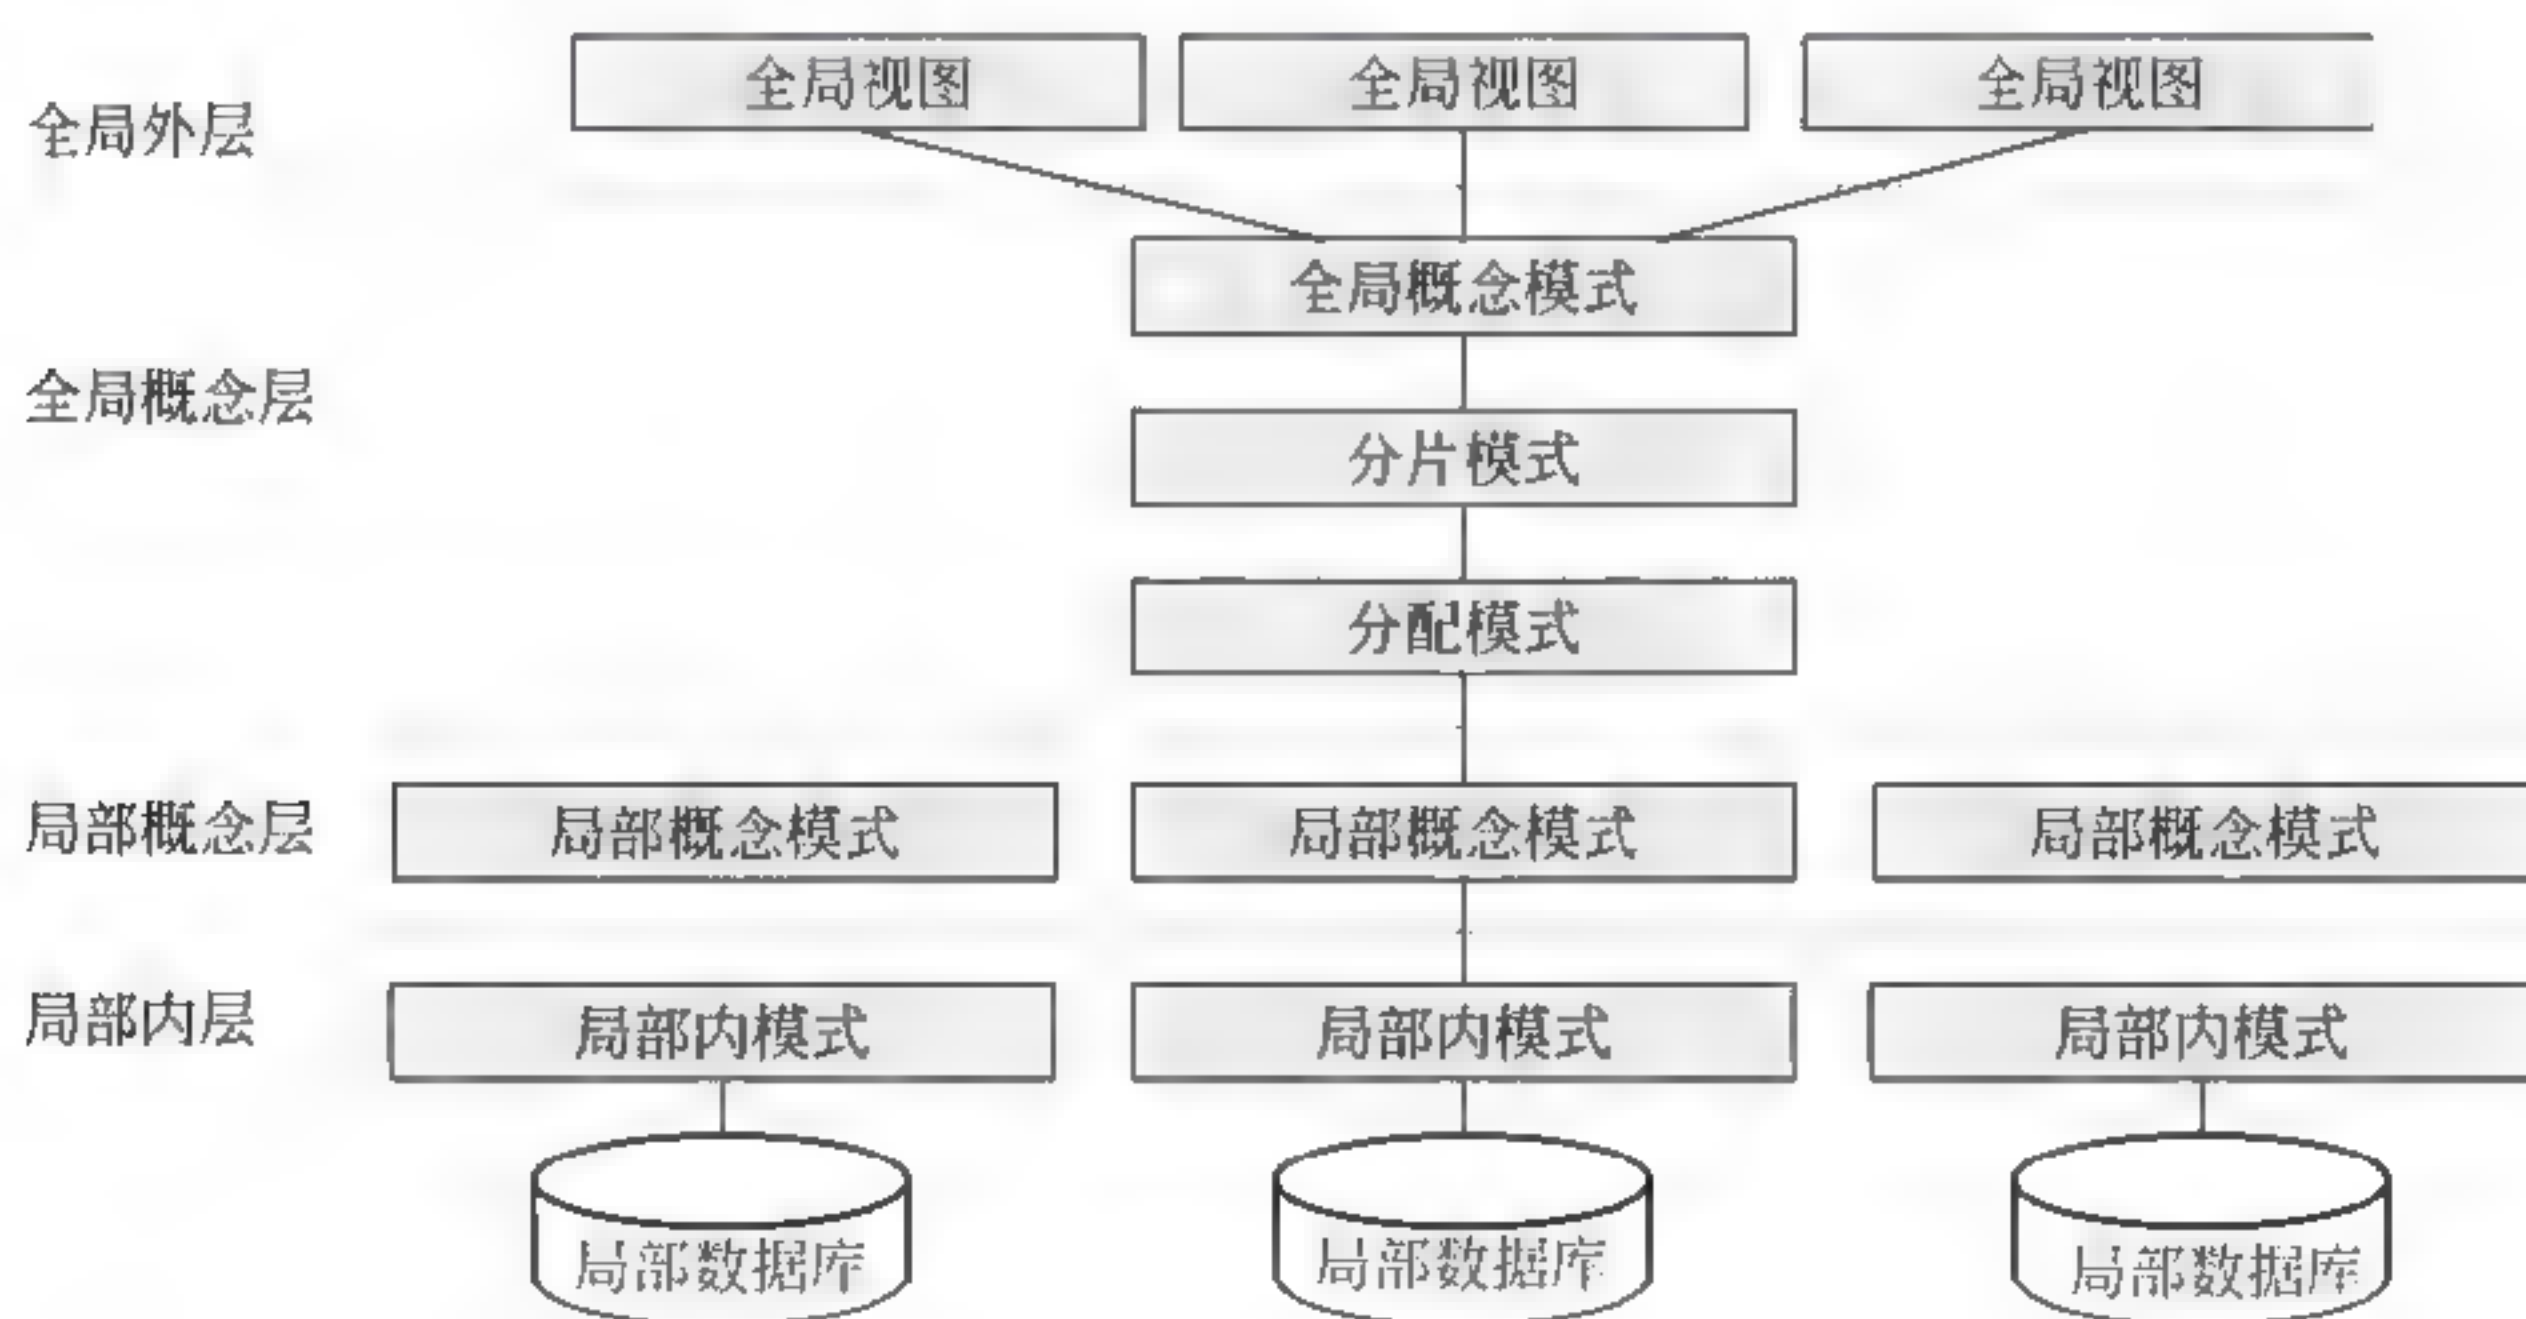 全局外层
全局视图
全局视图
全局视图
全局概念层
全局概念模式
分片模式
分配模式
局部概念层
局部概念模式
局部概念模式
局部概念模式
局部内层
局部内模式
局部内模式
局部内模式
局部数据库
局部数据库
局部数据库